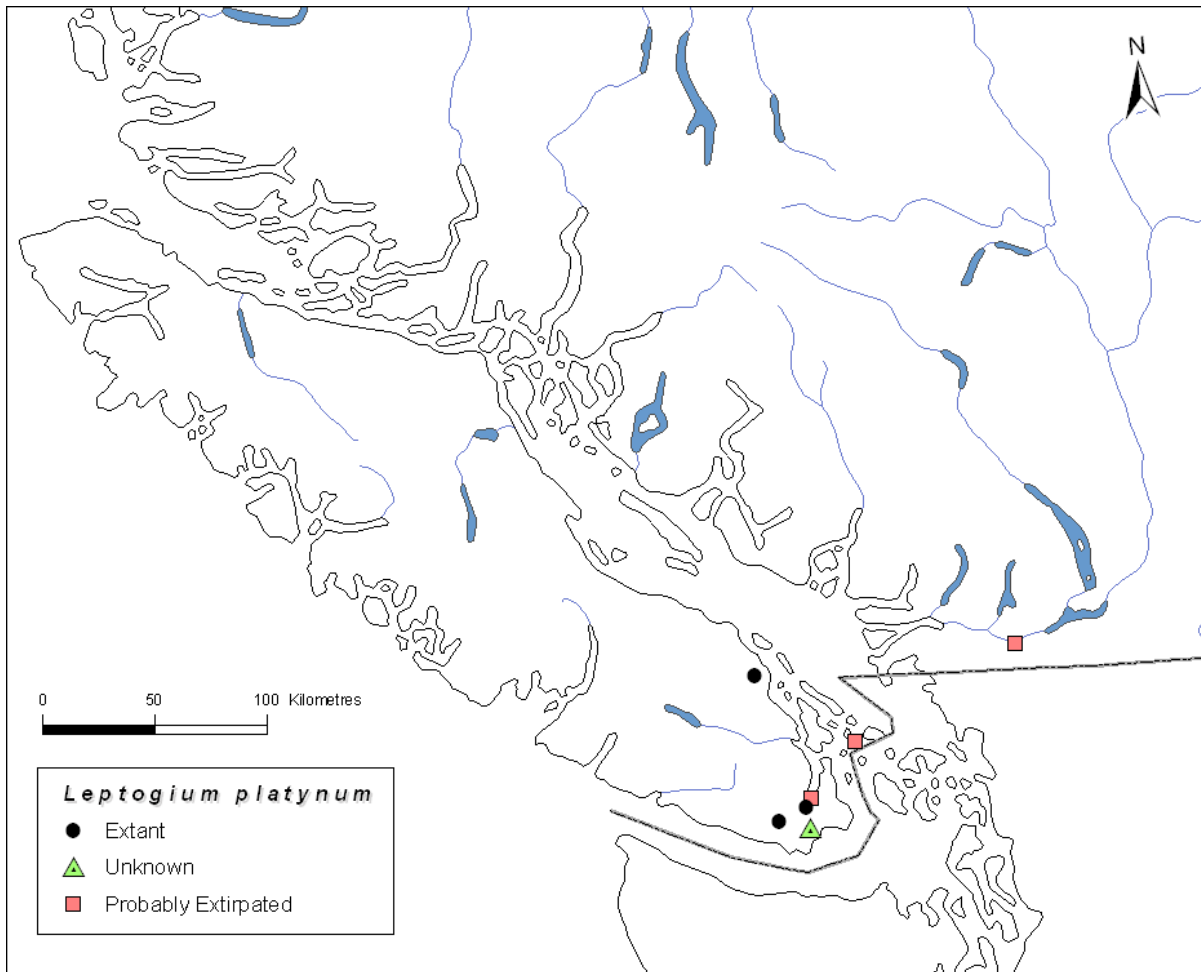 N
0 50 100 Kilometres
Leptogium platynum
Extant
Unknown
Probably Extirpated